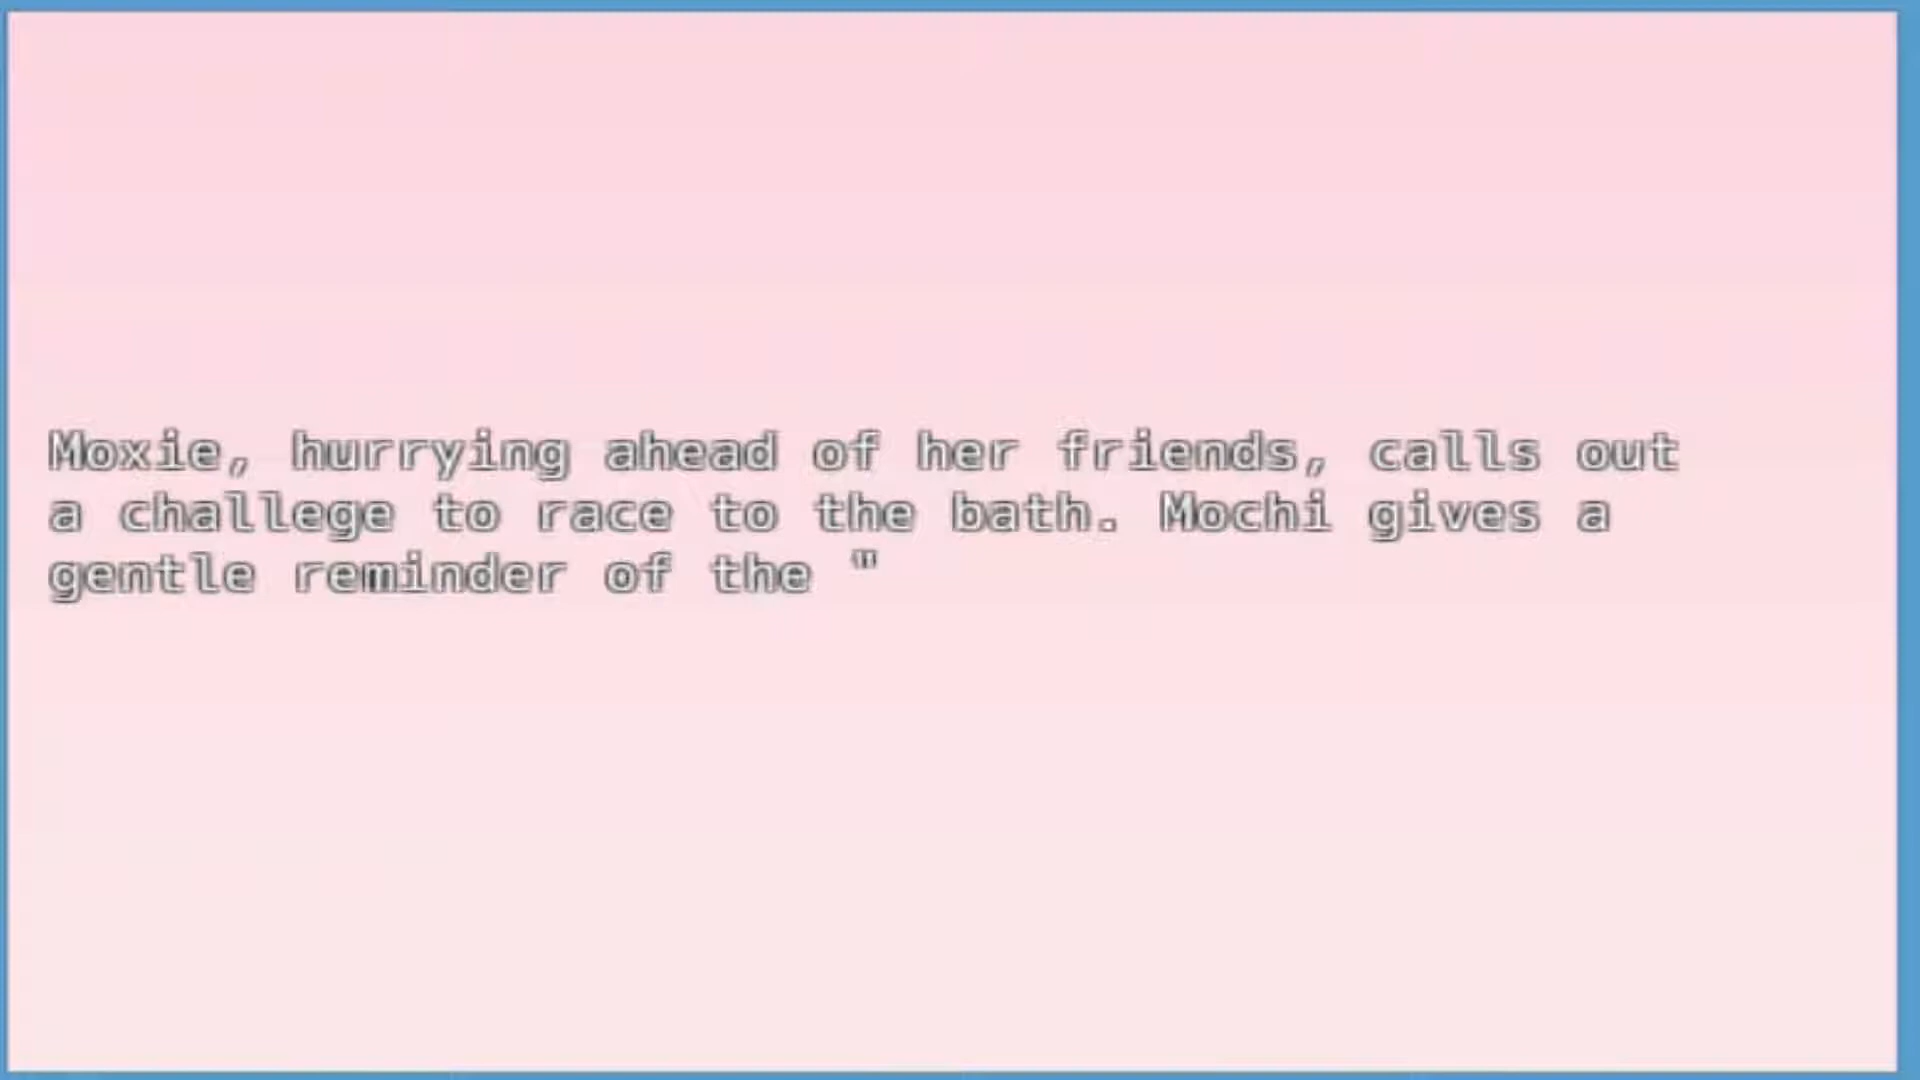 Moxie, hurrying ahead of her friends, calls out
a challege to race to the bath. Mochi gives a
gentle reminder of the "